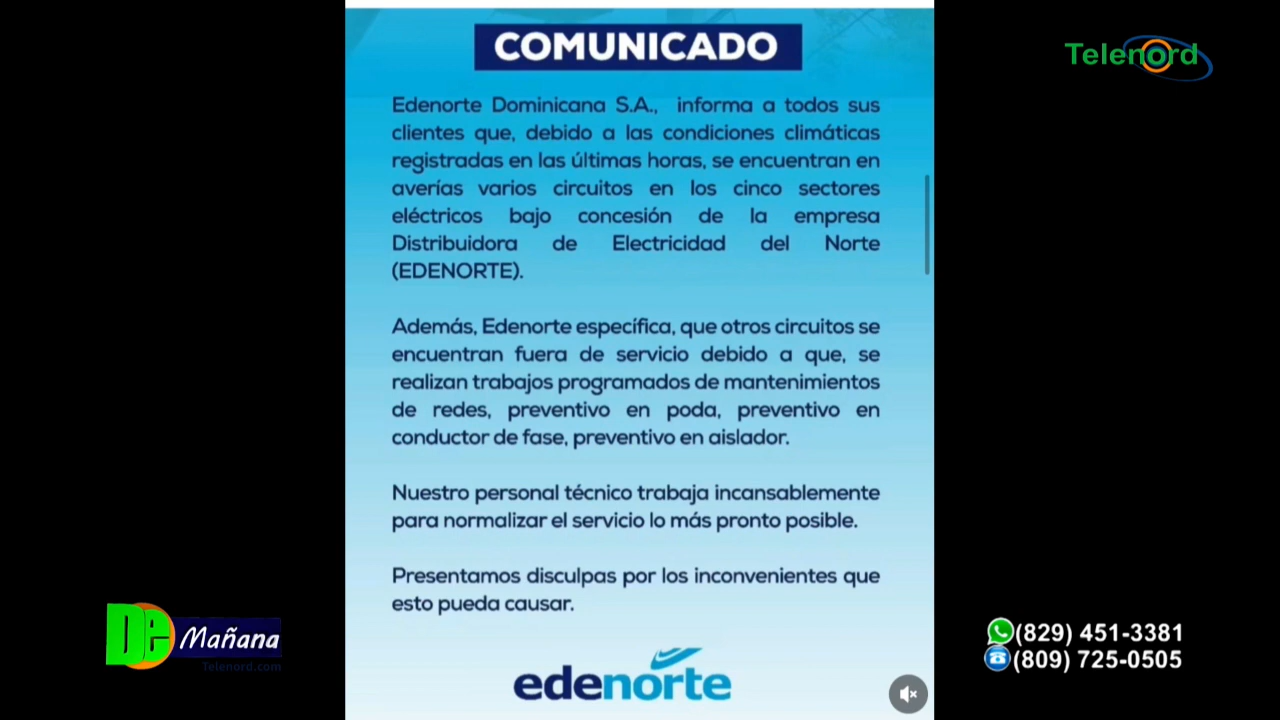 COMUNICADO
Telenord
Edenorte Dominicana S.A., informa a todos sus
clientes que, debido a las condiciones climáticas
registradas en las últimas horas, se encuentran en
averías varios circuitos en los cinco sectores
eléctricos bajo concesión de la empresa
Distribuidora de Electricidad del Norte
(EDENORTE).
Además, Edenorte específica, que otros circuitos se
encuentran fuera de servicio debido a que, se
realizan trabajos programados de mantenimientos
de redes, preventivo en poda, preventivo en
conductor de fase, preventivo en aislador.
Nuestro personal técnico trabaja incansablemente
para normalizar el servicio lo más pronto posible.
Presentamos disculpas por los inconvenientes que
esto pueda causar.
edenorte
De Mañana
Telenord.com
(829) 451-3381
(809) 725-0505